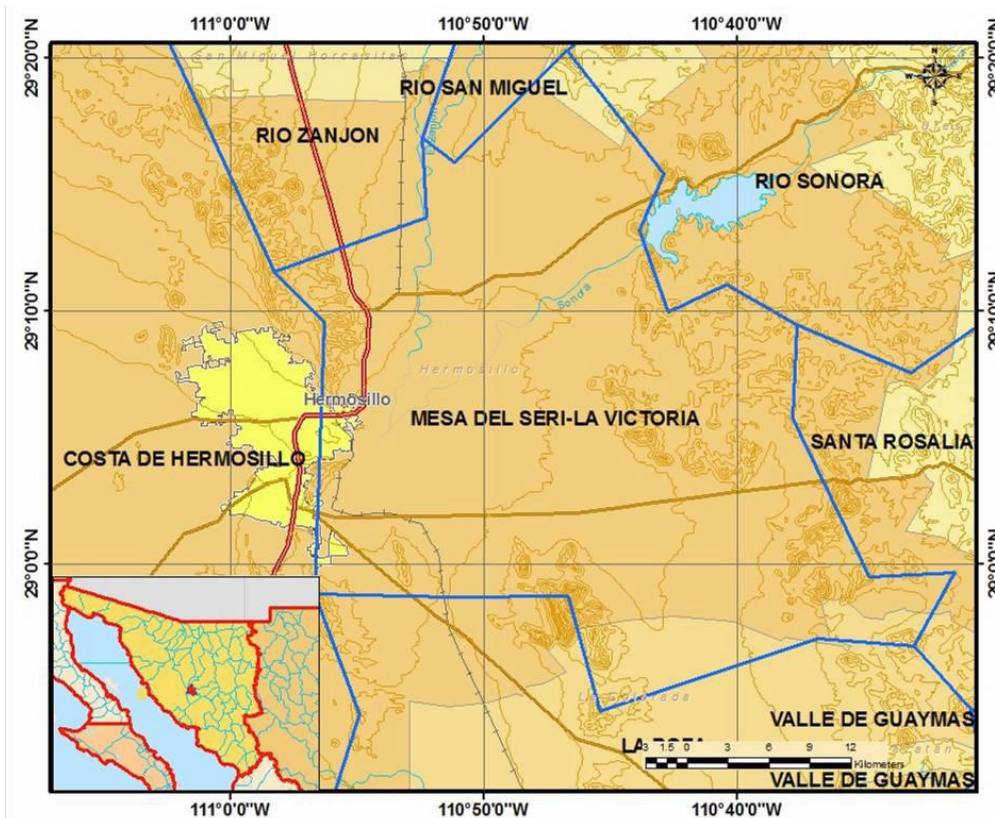 111°0'0"W 110°50'0"W 110°40'0"W
29°20'0"N
San Miguel Horcasitas
RIO SAN MIGUEL
RIO ZANJON
RIO SONORA
Sonora
29°10'0"N
Hermosillo
Hermosillo
MESA DEL SERI-LA VICTORIA
SANTA ROSALIA
COSTA DE HERMOSILLO
29°0'0"N
VALLE DE GUAYMAS
3 1.5 0 3 6 9 12
Kilometers
VALLE DE GUAYMAS
111°0'0"W 110°50'0"W 110°40'0"W